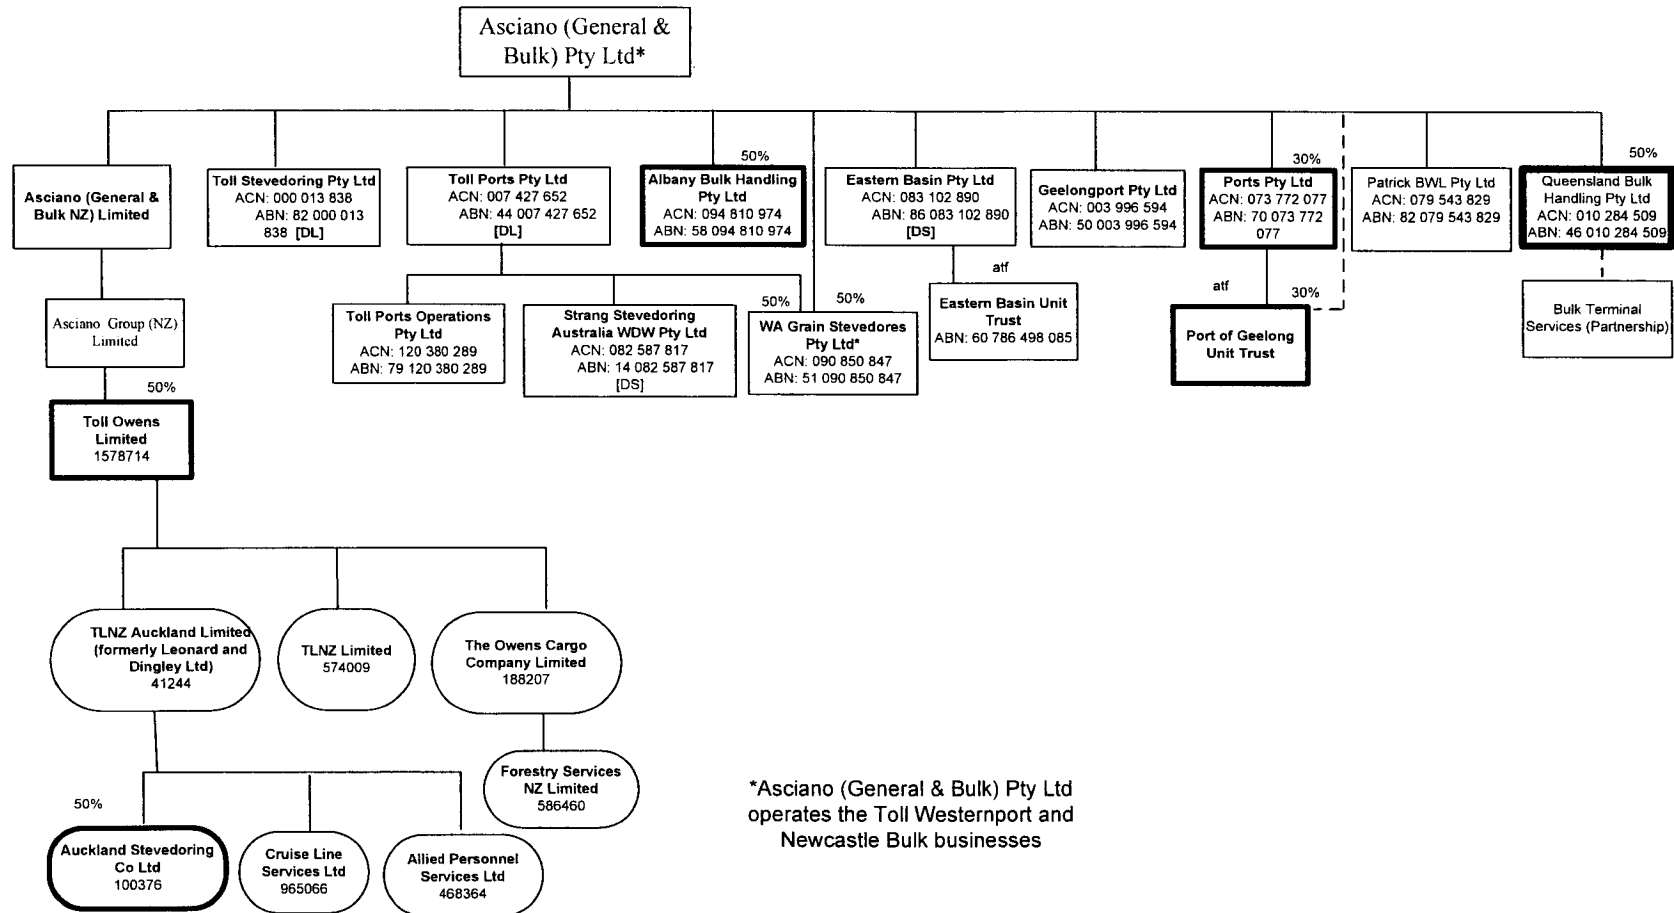 Asciano (General &
Bulk) Pty Ltd*
Asciano (General &
Bulk NZ) Limited
Toll Stevedoring Pty Ltd
ACN: 000 013 838
ABN: 82 000 013
838 [DL]
Toll Ports Pty Ltd
ACN: 007 427 652
ABN: 44 007 427 652
[DL]
50%
Albany Bulk Handling
Pty Ltd
ACN: 094 810 974
ABN: 58 094 810 974
Eastern Basin Pty Ltd
ACN: 083 102 890
ABN: 86 083 102 890
[DS]
Geelongport Pty Ltd
ACN: 003 996 594
ABN: 50 003 996 594
30%
Ports Pty Ltd
ACN: 073 772 077
ABN: 70 073 772
077
Patrick BWL Pty Ltd
ACN: 079 543 829
ABN: 82 079 543 829
50%
Queensland Bulk
Handling Pty Ltd
ACN: 010 284 509
ABN: 46 010 284 509
Asciano Group (NZ)
Limited
Toll Ports Operations
Pty Ltd
ACN: 120 380 289
ABN: 79 120 380 289
Strang Stevedoring
Australia WDW Pty Ltd
ACN: 082 587 817
ABN: 14 082 587 817
[DS]
50%
50%
WA Grain Stevedores
Pty Ltd*
ACN: 090 850 847
ABN: 51 090 850 847
atf
Eastern Basin Unit
Trust
ABN: 60 786 498 085
atf
30%
Port of Geelong
Unit Trust
Bulk Terminal
Services (Partnership)
50%
Toll Owens
Limited
1578714
TLNZ Auckland Limited
(formerly Leonard and
Dingley Ltd)
41244
TLNZ Limited
574009
The Owens Cargo
Company Limited
188207
Forestry Services
NZ Limited
586460
50%
Auckland Stevedoring
Co Ltd
100376
Cruise Line
Services Ltd
965066
Allied Personnel
Services Ltd
468364
*Asciano (General & Bulk) Pty Ltd
operates the Toll Westernport and
Newcastle Bulk businesses